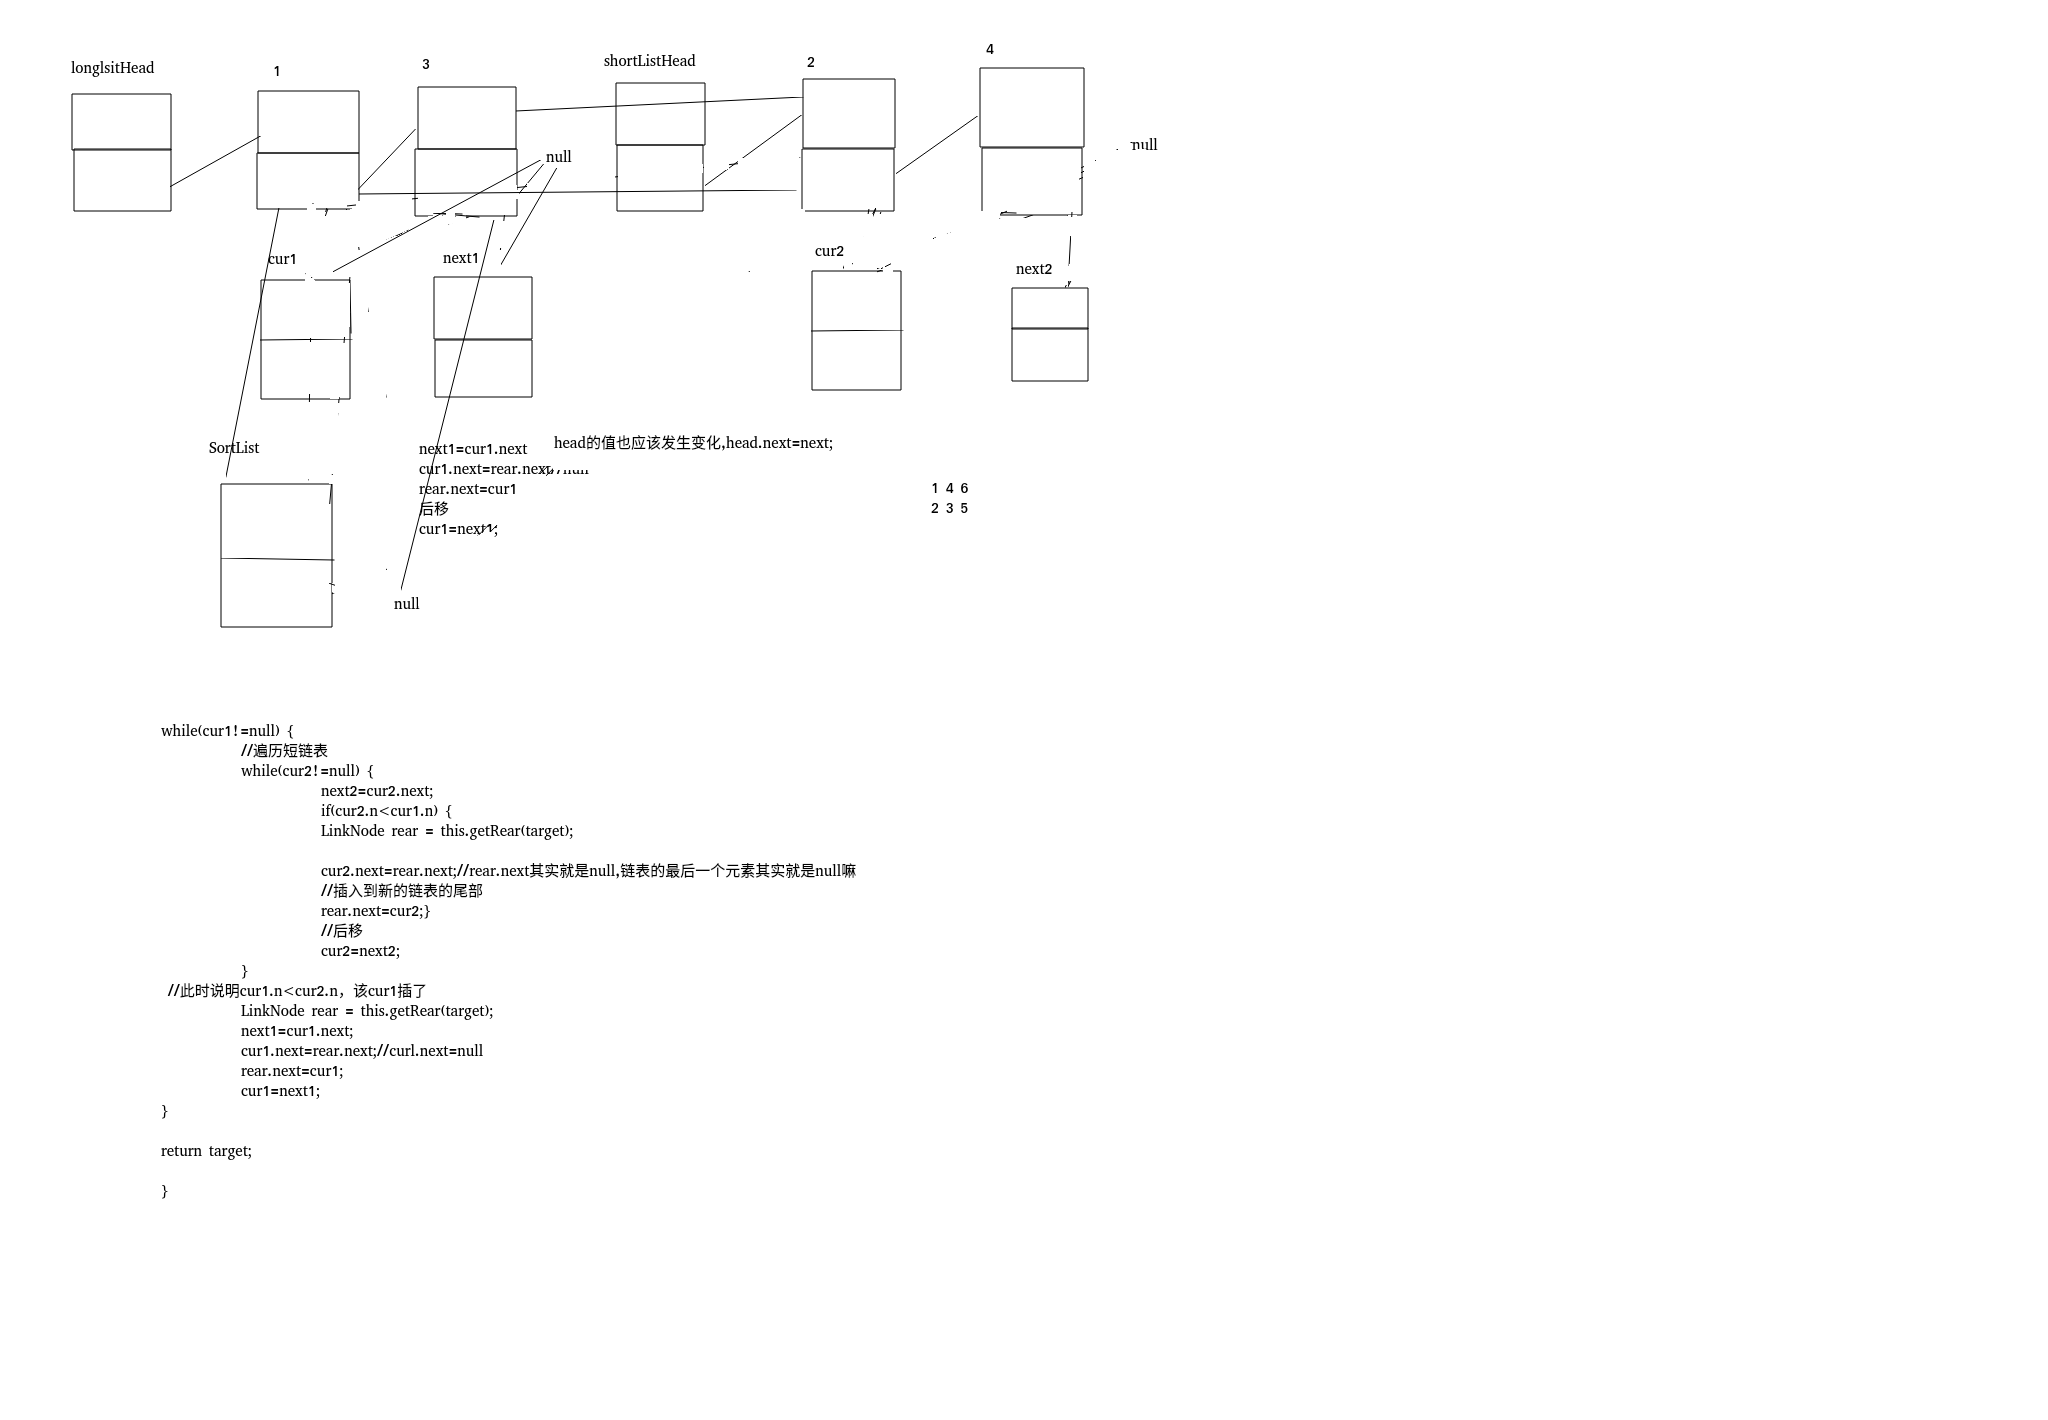 longlsitHead
1
3
shortListHead
2
4
null
null
cur1
next1
cur2
next2
SortList
next1=cur1.next
head的值也应该发生变化,head.next=next;
cur1.next=rear.next;//null
rear.next=cur1
后移
cur1=next1;
1 4 6
2 3 5
null
while(cur1!=null) {
//遍历短链表
while(cur2!=null) {
next2=cur2.next;
if(cur2.n<cur1.n) {
LinkNode rear = this.getRear(target);
cur2.next=rear.next;//rear.next其实就是null,链表的最后一个元素其实就是null嘛
//插入到新的链表的尾部
rear.next=cur2;}
//后移
cur2=next2;
}
//此时说明cur1.n<cur2.n，该cur1插了
LinkNode rear = this.getRear(target);
next1=cur1.next;
cur1.next=rear.next;//curl.next=null
rear.next=cur1;
cur1=next1;
}
return target;
}